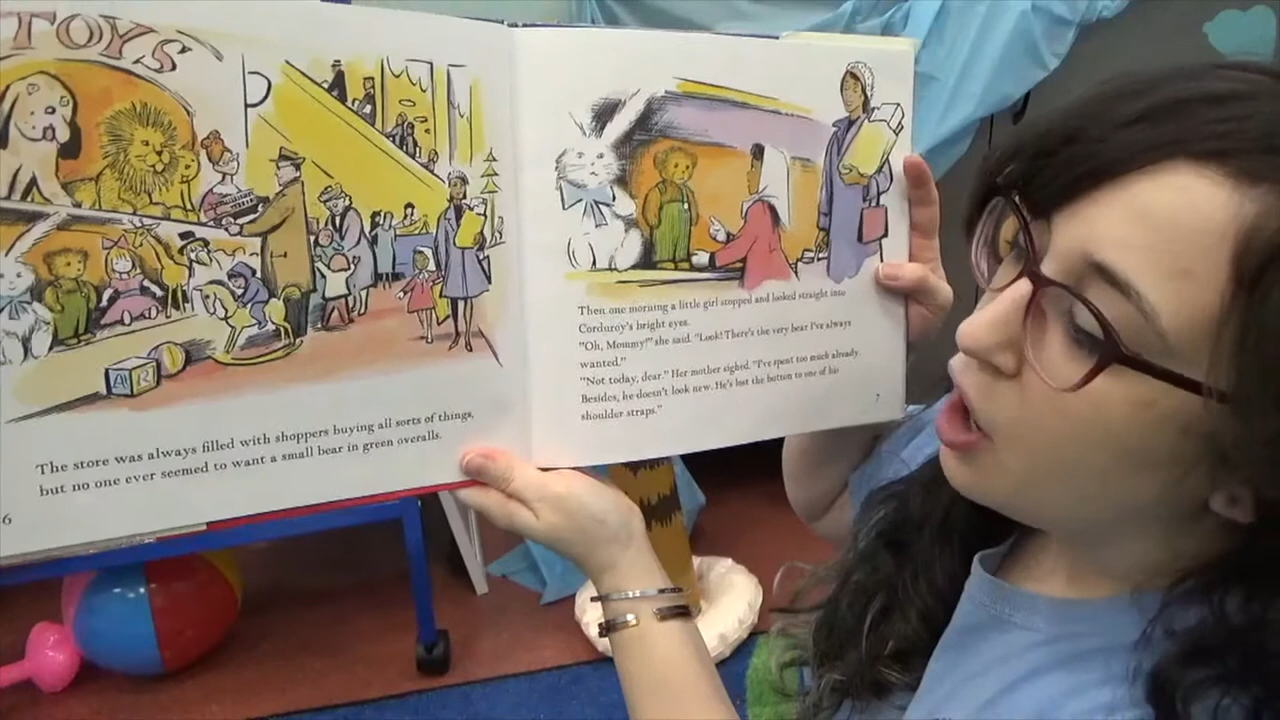 TOYS
A R
The store was always filled with shoppers buying all sorts of things,
but no one ever seemed to want a small bear in green overalls.
6
Then one morning a little girl stopped and looked straight into
Corduroy's bright eyes.
"Oh, Mommy!" she said. "Look! There's the very bear I've always
wanted."
"Not today, dear." Her mother sighed. "I've spent too much already.
Besides, he doesn't look new. He's lost the button to one of his
shoulder straps."
7